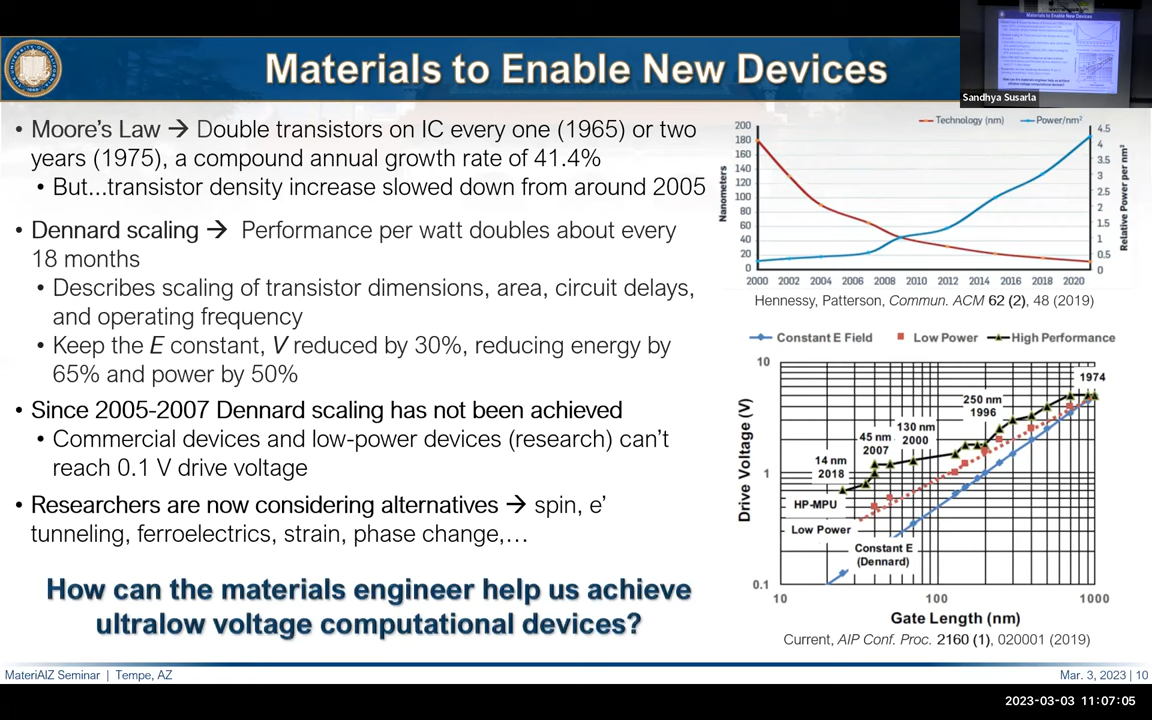 Materials to Enable New Devices
Materials to Enable New Devices
Sandhya Susarla
• Moore's Law → Double transistors on IC every one (1965) or two
years (1975), a compound annual growth rate of 41.4%
• But...transistor density increase slowed down from around 2005
• Dennard scaling → Performance per watt doubles about every
18 months
• Describes scaling of transistor dimensions, area, circuit delays,
and operating frequency
• Keep the E constant, V reduced by 30%, reducing energy by
65% and power by 50%
• Since 2005-2007 Dennard scaling has not been achieved
• Commercial devices and low-power devices (research) can't
reach 0.1 V drive voltage
• Researchers are now considering alternatives → spin, e'
tunneling, ferroelectrics, strain, phase change,...
How can the materials engineer help us achieve
ultralow voltage computational devices?
Technology (nm) Power/nm²
Nanometers
200
180
160
140
120
100
80
60
40
20
0
4.5
4
3.5
3
2.5
2
1.5
1
0.5
0
Relative Power per nm²
2000 2002 2004 2006 2008 2010 2012 2014 2016 2018 2020
Hennessy, Patterson, Commun. ACM 62 (2), 48 (2019)
Constant E Field Low Power High Performance
Drive Voltage (V)
10
1
0.1
1974
250 nm
1996
130 nm
2000
45 nm
2007
14 nm
2018
HP-MPU
Low Power
Constant E
(Dennard)
10 100 1000
Gate Length (nm)
Current, AIP Conf. Proc. 2160 (1), 020001 (2019)
MateriAlZ Seminar | Tempe, AZ
Mar. 3, 2023 | 10
2023-03-03 11:07:05